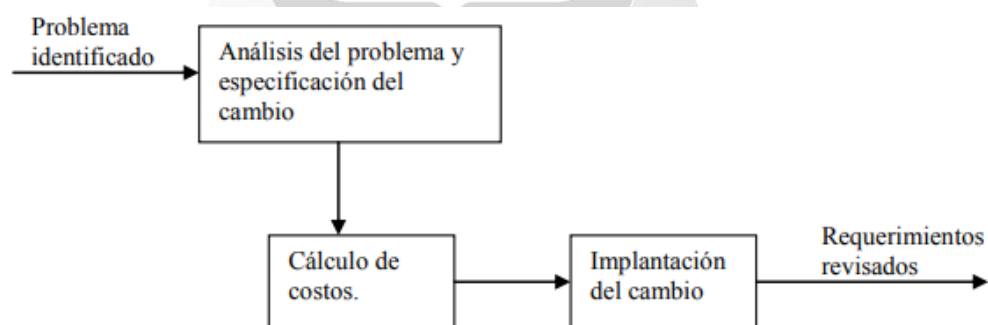 Problema
identificado
Análisis del problema y
especificación del
cambio
Cálculo de
costos.
Implantación
del cambio
Requerimientos
revisados